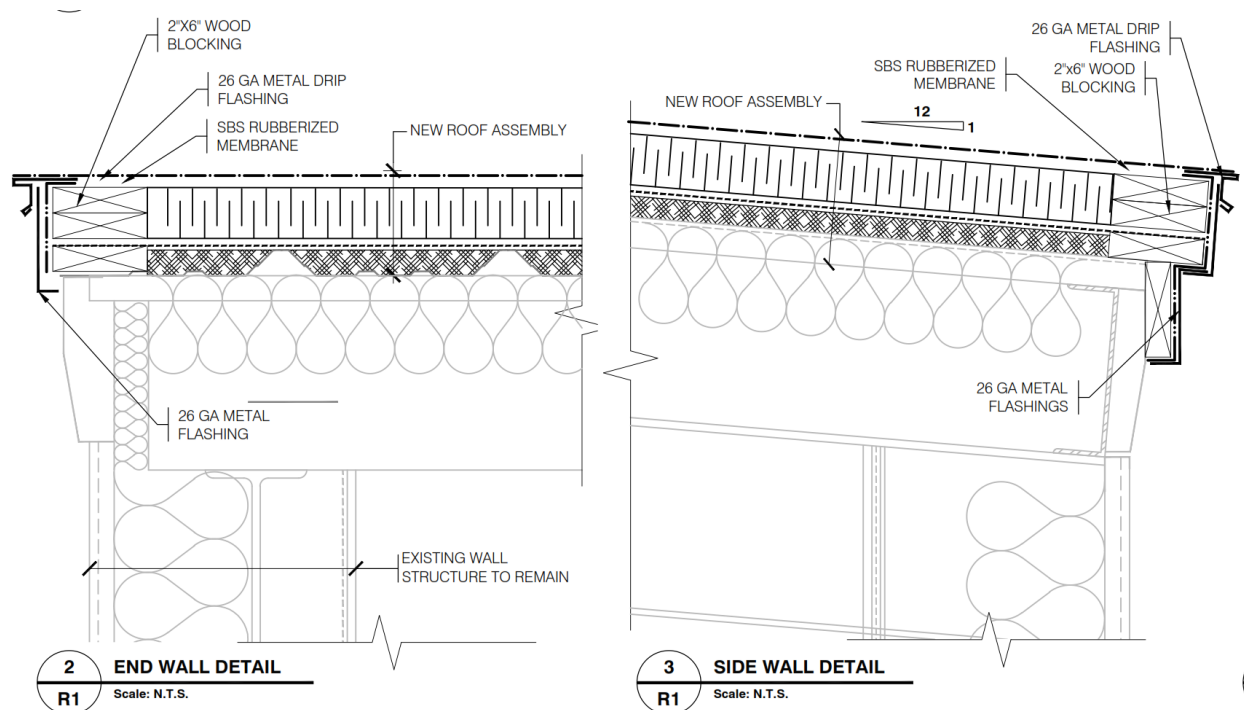 2"X6" WOOD
BLOCKING
26 GA METAL DRIP
FLASHING
SBS RUBBERIZED
MEMBRANE
NEW ROOF ASSEMBLY
26 GA METAL
FLASHING
EXISTING WALL
STRUCTURE TO REMAIN
2
R1
END WALL DETAIL
Scale: N.T.S.
26 GA METAL DRIP
FLASHING
SBS RUBBERIZED
MEMBRANE
2"x6" WOOD
BLOCKING
NEW ROOF ASSEMBLY
12
1
26 GA METAL
FLASHINGS
3
R1
SIDE WALL DETAIL
Scale: N.T.S.